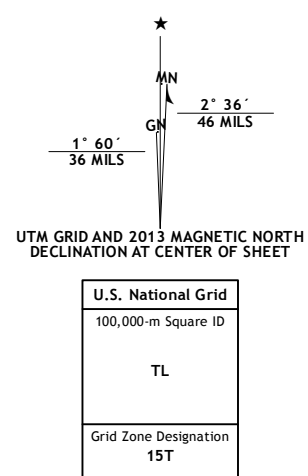 ★
MN
GN
2° 36´
46 MILS
1° 60´
36 MILS
UTM GRID AND 2013 MAGNETIC NORTH
DECLINATION AT CENTER OF SHEET
U.S. National Grid
100,000-m Square ID
TL
Grid Zone Designation
15T